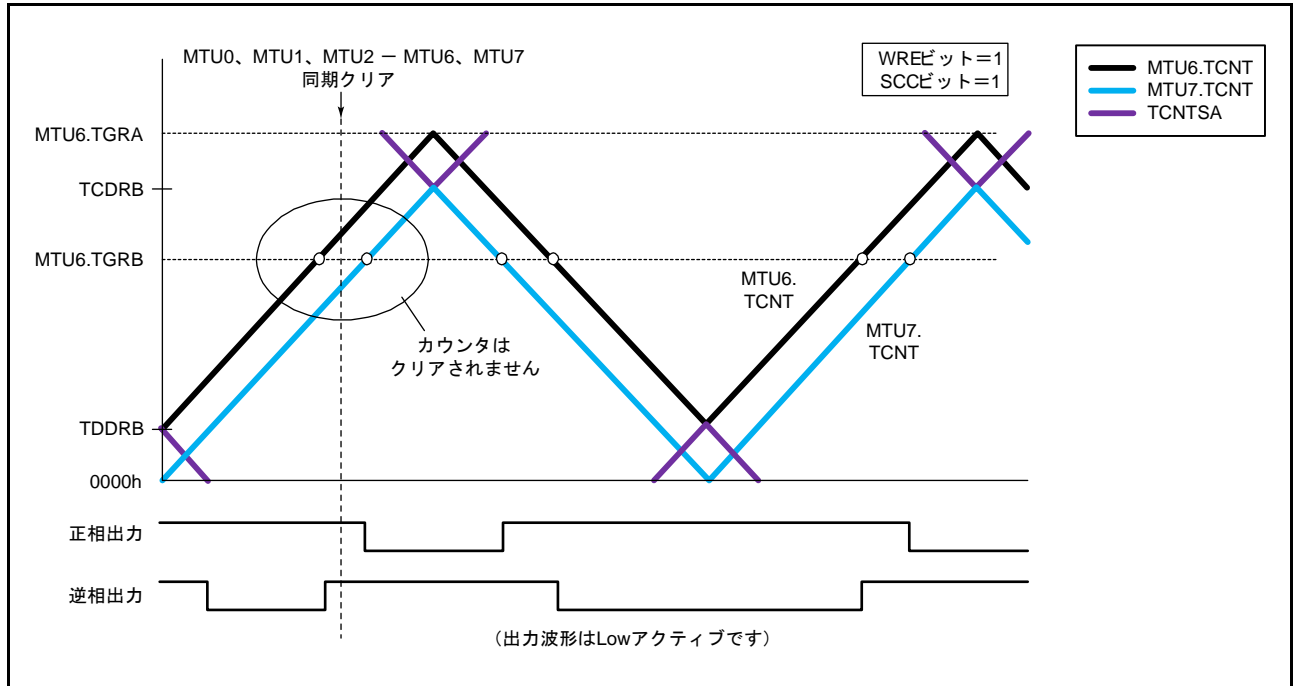 MTU0、MTU1、MTU2 － MTU6、MTU7
同期クリア
WREビット＝1
SCCビット＝1
MTU6.TCNT
MTU7.TCNT
TCNTSA
MTU6.TGRA
TCDRB
MTU6.TGRB
TDDRB
0000h
カウンタは
クリアされません
MTU6.
TCNT
MTU7.
TCNT
正相出力
逆相出力
（出力波形はLowアクティブです）